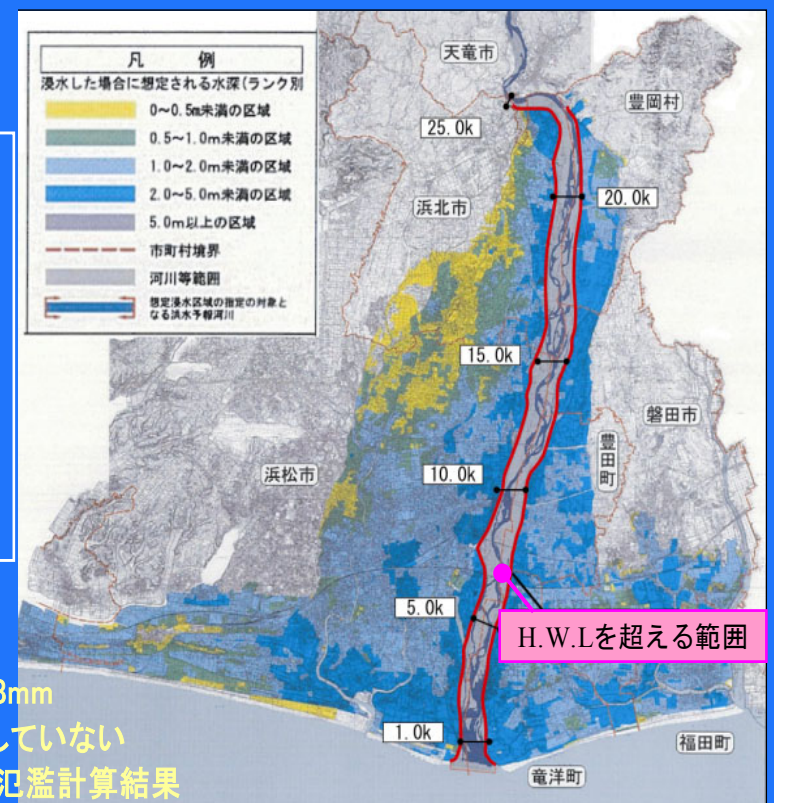 凡 例
浸水した場合に想定される水深(ランク別
0～0.5m未満の区域
0.5～1.0m未満の区域
1.0～2.0m未満の区域
2.0～5.0m未満の区域
5.0m以上の区域
市町村境界
河川等範囲
想定浸水区域の指定の対象と
なる洪水予報河川
天竜市
豊岡村
25.0k
20.0k
浜北市
15.0k
磐田市
豊田町
浜松市
10.0k
5.0k
H.W.Lを超える範囲
1.0k
福田町
竜洋町
3mm
していない
氾濫計算結果